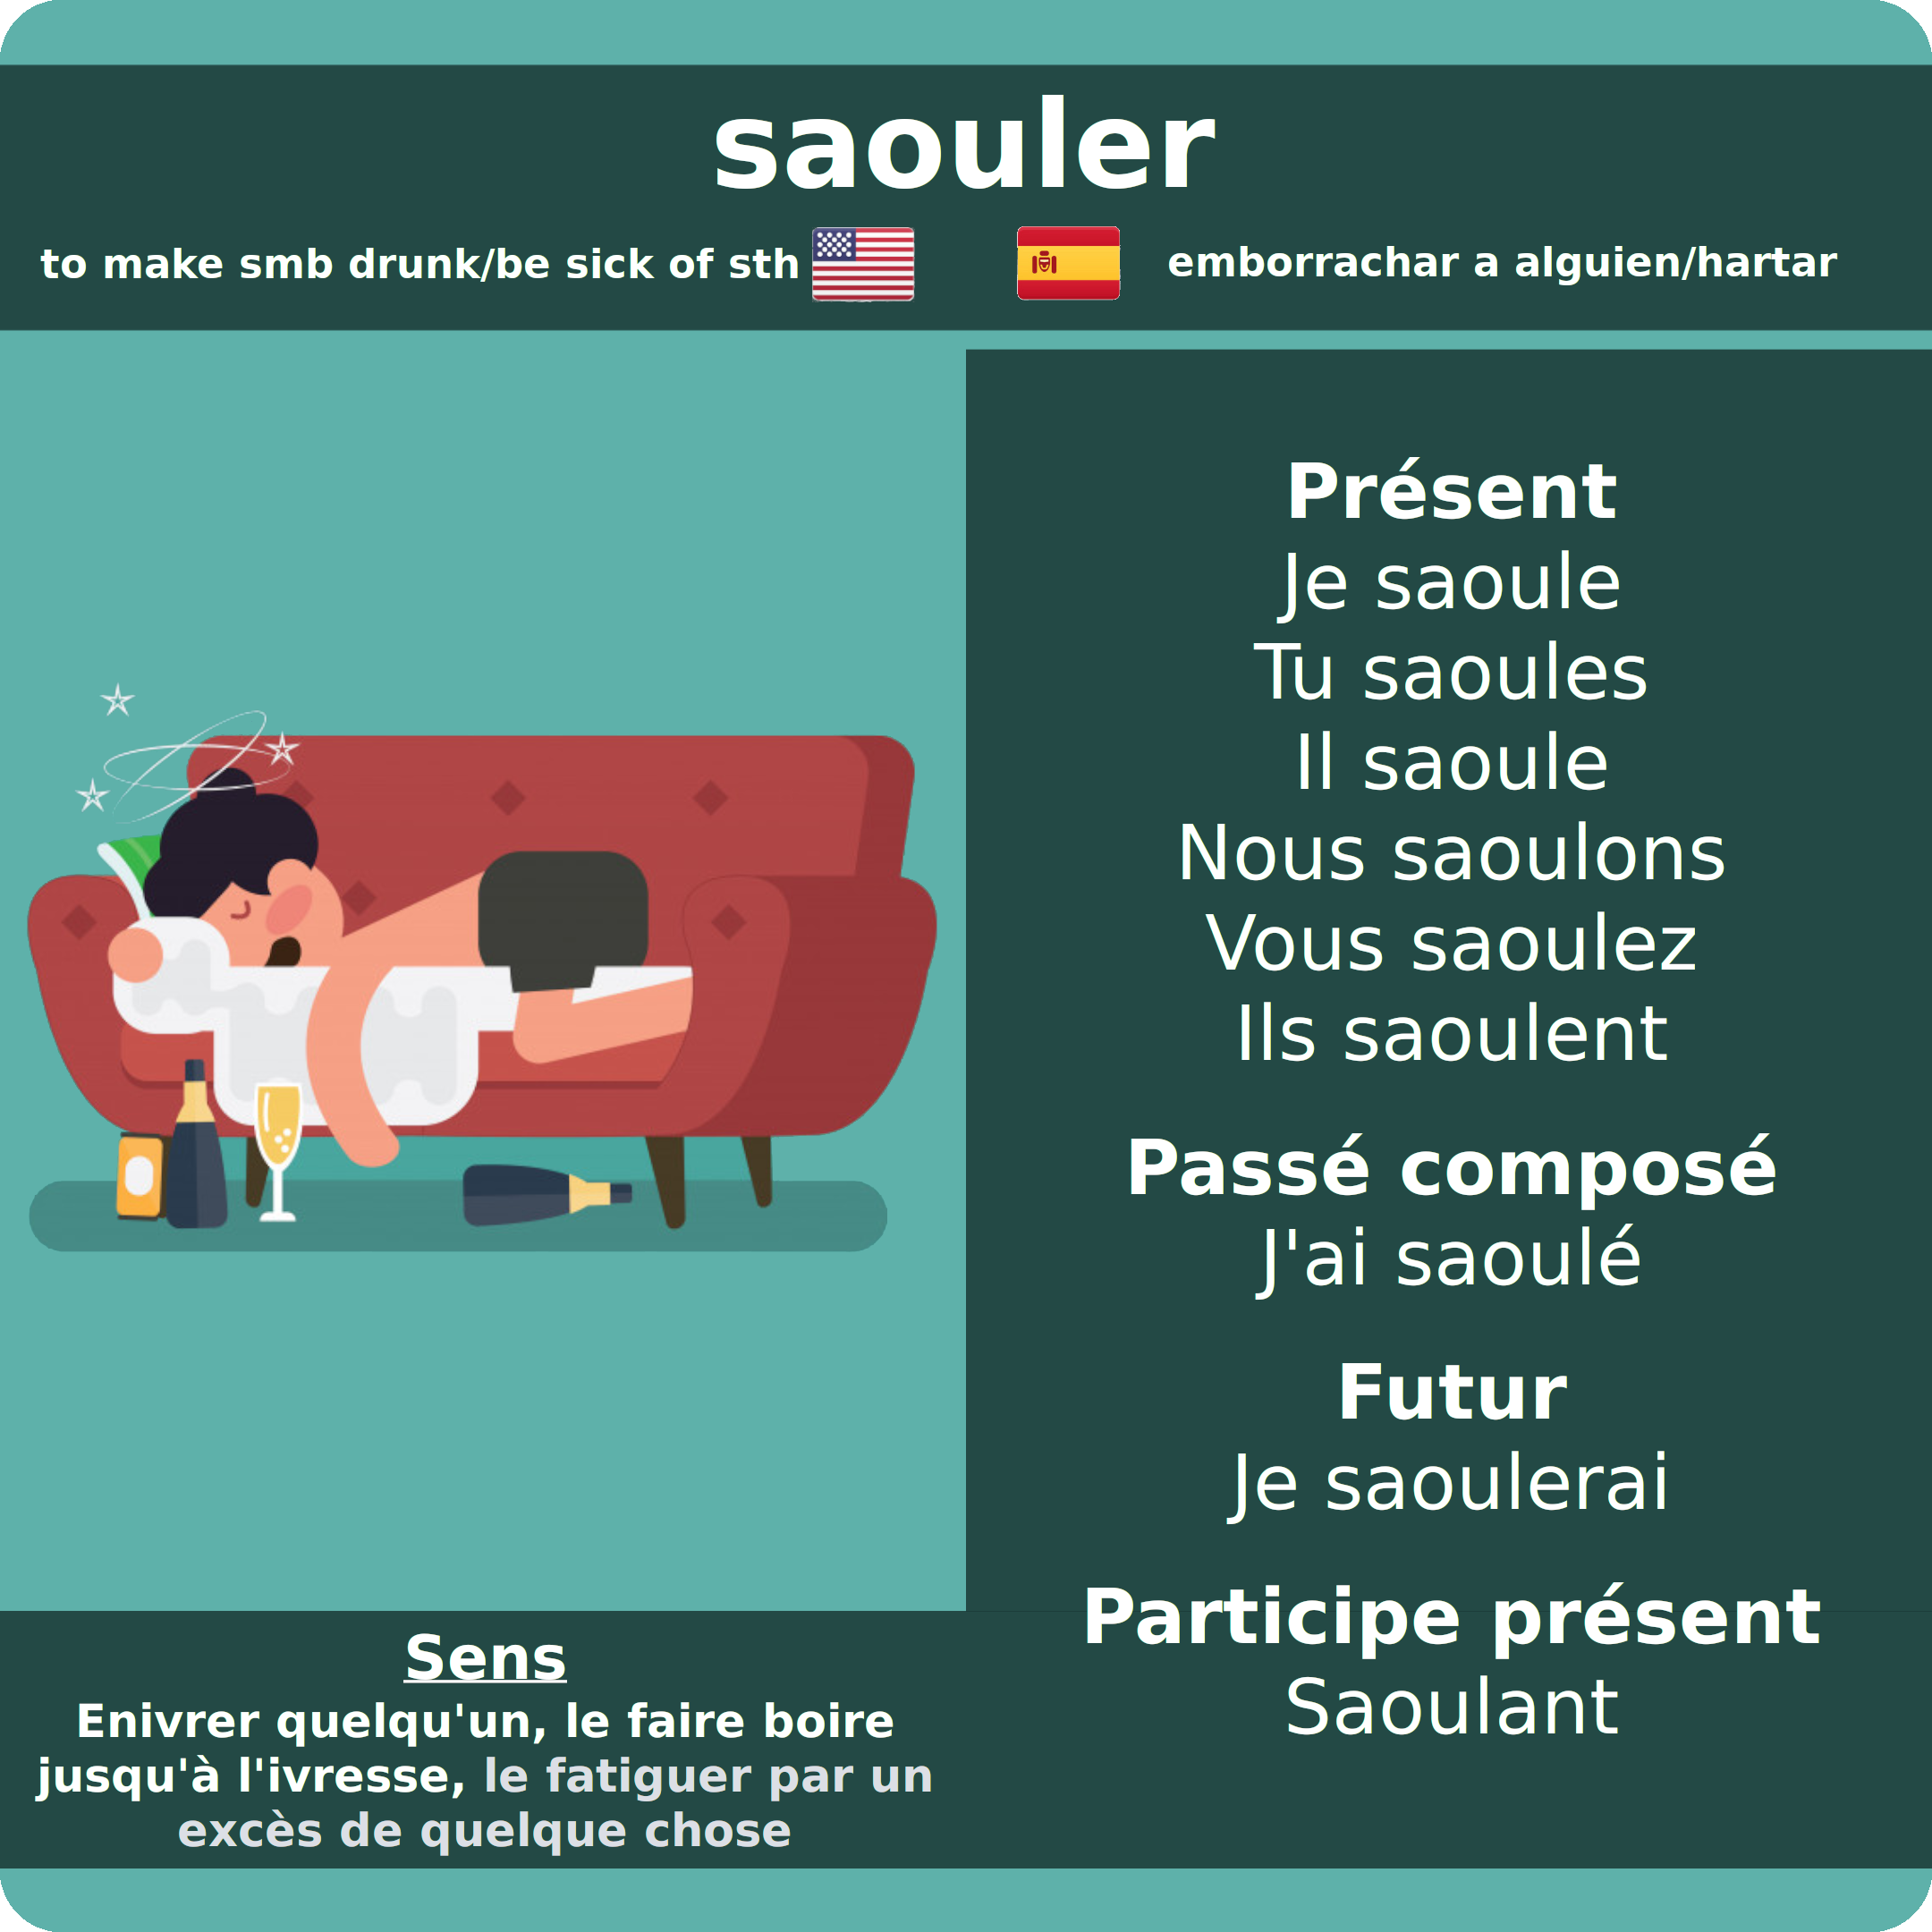 saouler
to make smb drunk/be sick of sth
emborrachar a alguien/hartar
Présent
Je saoule
Tu saoules
Il saoule
Nous saoulons
Vous saoulez
Ils saoulent
Passé composé
J'ai saoulé
Futur
Je saoulerai
Participe présent
Saoulant
Sens
Enivrer quelqu'un, le faire boire
jusqu'à l'ivresse, le fatiguer par un
excès de quelque chose